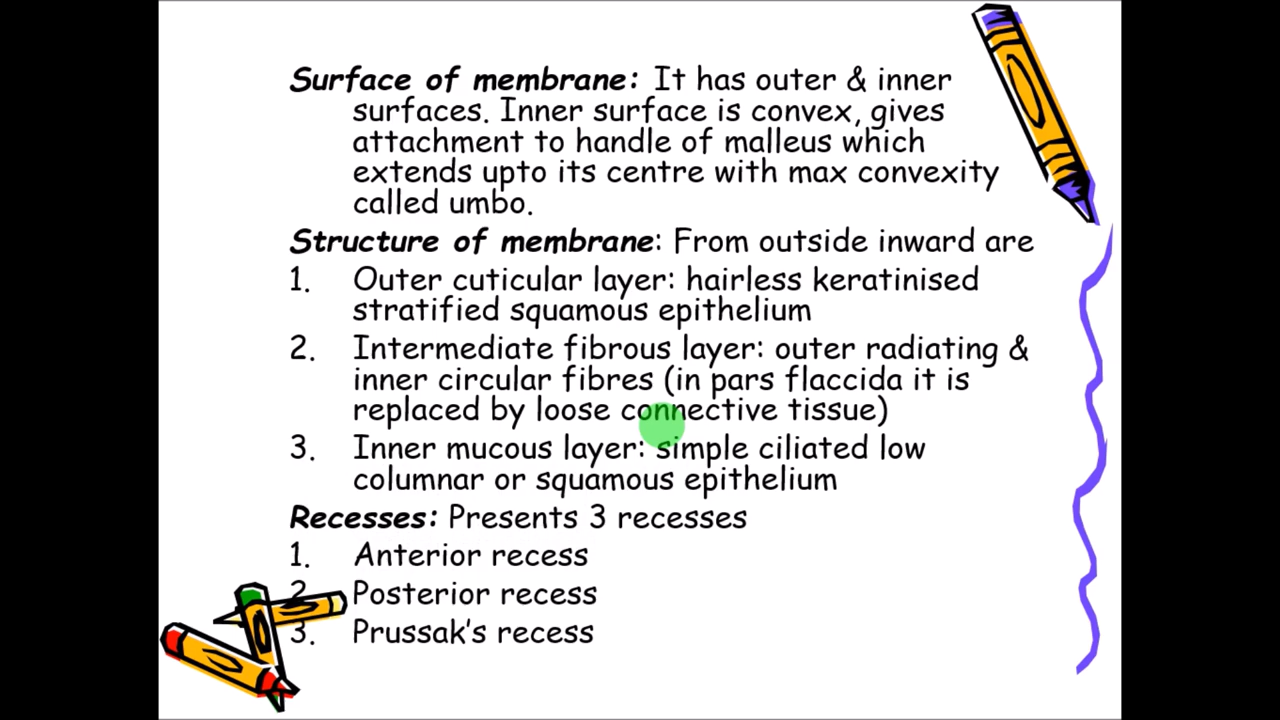 Surface of membrane: It has outer & inner
surfaces. Inner surface is convex, gives
attachment to handle of malleus which
extends upto its centre with max convexity
called umbo.
Structure of membrane: From outside inward are
1. Outer cuticular layer: hairless keratinised
stratified squamous epithelium
2. Intermediate fibrous layer: outer radiating &
inner circular fibres (in pars flaccida it is
replaced by loose connective tissue)
3. Inner mucous layer: simple ciliated low
columnar or squamous epithelium
Recesses: Presents 3 recesses
1. Anterior recess
2. Posterior recess
3. Prussak's recess